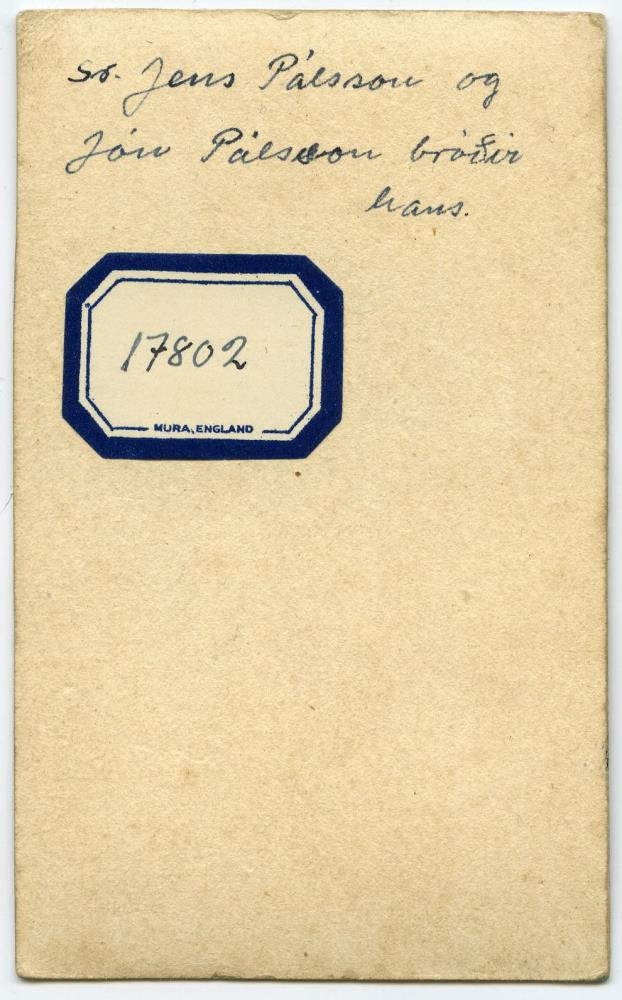 Sr. Jens Pálsson og
Jón Pálsson bróðir
hans.
17802
MURA, ENGLAND